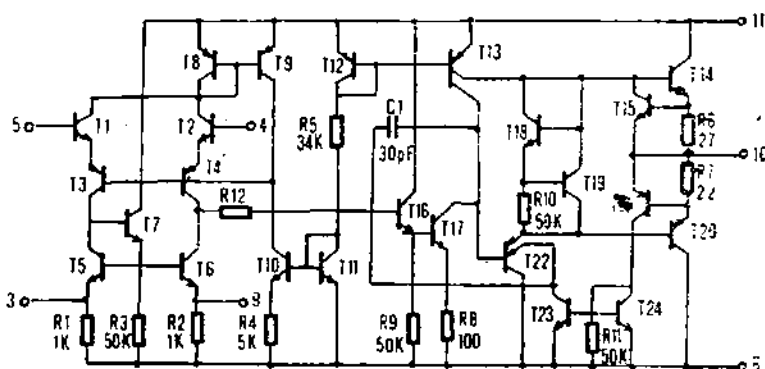 11
T8
T9
T12
T13
T14
5
T1
T2
4
R5
34K
C1
30pF
T18
T15
R6
27
10
T3
T4
R12
T7
T16
T17
R10
50K
T19
R7
22
T20
T5
T6
T10
T11
T22
3
R1
1K
R3
50K
R2
1K
R4
5K
R9
50K
R8
100
T23
R11
50K
T24